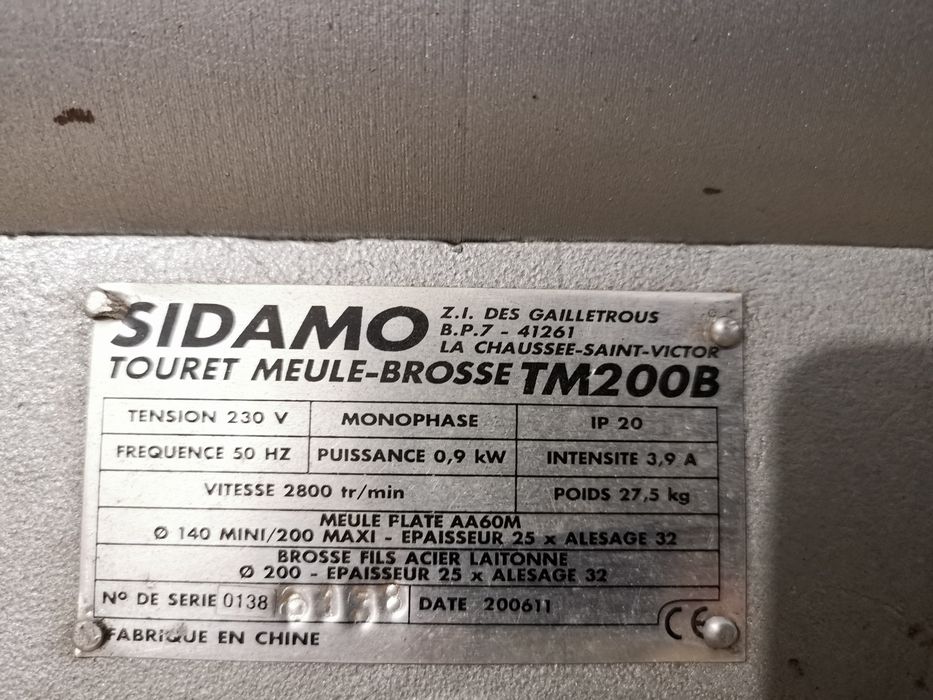 SIDAMO
Z.I. DES GAILLETROUS
B.P.7 - 41261
LA CHAUSSEE-SAINT-VICTOR
TOURET MEULE-BROSSE TM200B
TENSION 230 V MONOPHASE IP 20
FREQUENCE 50 HZ PUISSANCE 0,9 kW INTENSITE 3,9 A
VITESSE 2800 tr/min POIDS 27,5 kg
MEULE PLATE AA60M
Ø 140 MINI/200 MAXI - EPAISSEUR 25 x ALESAGE 32
BROSSE FILS ACIER LAITONNE
Ø 200 - EPAISSEUR 25 x ALESAGE 32
Nº DE SERIE 0138 0138 DATE 200611
FABRIQUE EN CHINE CE